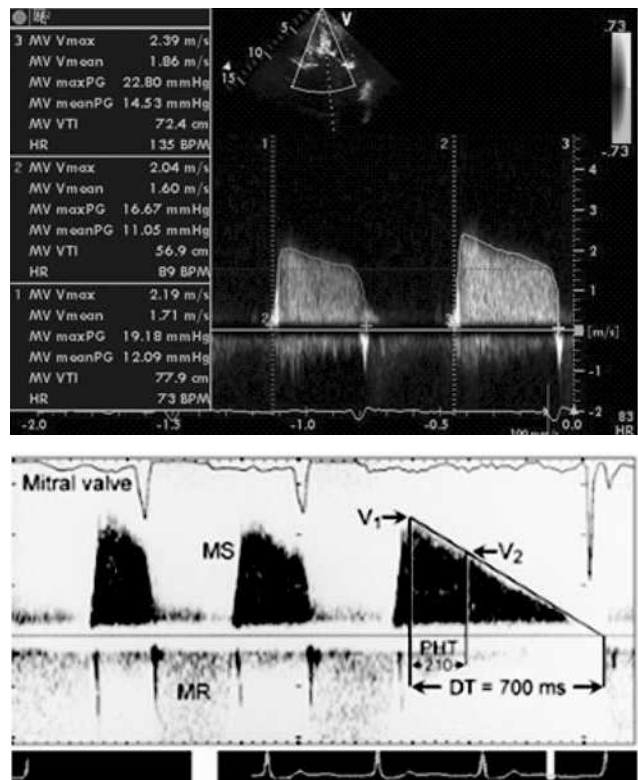 V
3 MV Vmax 2.39 m/s
MV Vmean 1.86 m/s
MV maxPG 22.80 mmHg
MV meanPG 14.53 mmHg
MV VTI 72.4 cm
HR 135 BPM
2 MV Vmax 2.04 m/s
MV Vmean 1.60 m/s
MV maxPG 16.67 mmHg
MV meanPG 11.05 mmHg
MV VTI 56.9 cm
HR 89 BPM
1 MV Vmax 2.19 m/s
MV Vmean 1.71 m/s
MV maxPG 19.18 mmHg
MV meanPG 12.09 mmHg
MV VTI 77.9 cm
HR 73 BPM
5
10
15
.73
-.73
1 2 3
4
3
2
1
[m/s]
-1
-2
2
83
HR
-2.0 -1.5 -1.0 -0.5 0.0
Mitral valve
MS
V1
V2
PHT
210
DT = 700 ms
MR